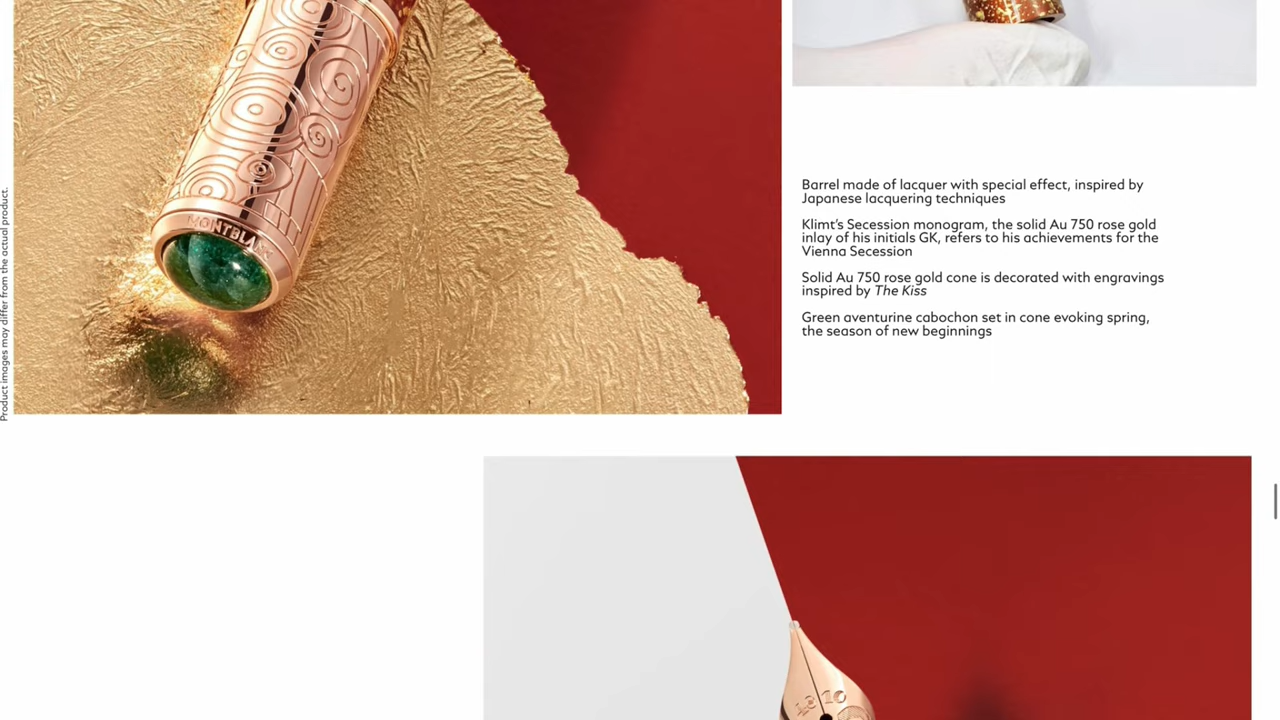 MONTBLANC
Product images may differ from the actual product.
Barrel made of lacquer with special effect, inspired by
Japanese lacquering techniques
Klimt's Secession monogram, the solid Au 750 rose gold
inlay of his initials GK, refers to his achievements for the
Vienna Secession
Solid Au 750 rose gold cone is decorated with engravings
inspired by The Kiss
Green aventurine cabochon set in cone evoking spring,
the season of new beginnings
4810